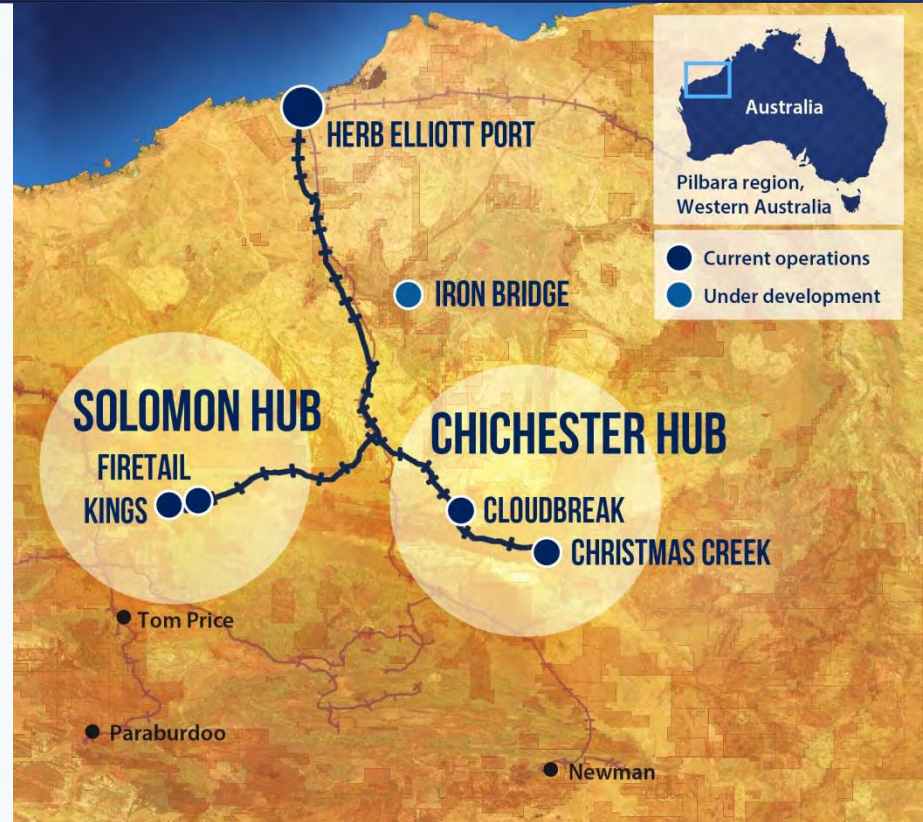 HERB ELLIOTT PORT
Australia
Pilbara region,
Western Australia
Current operations
Under development
IRON BRIDGE
SOLOMON HUB
FIRETAIL
KINGS
CHICHESTER HUB
CLOUDBREAK
CHRISTMAS CREEK
Tom Price
Paraburdoo
Newman